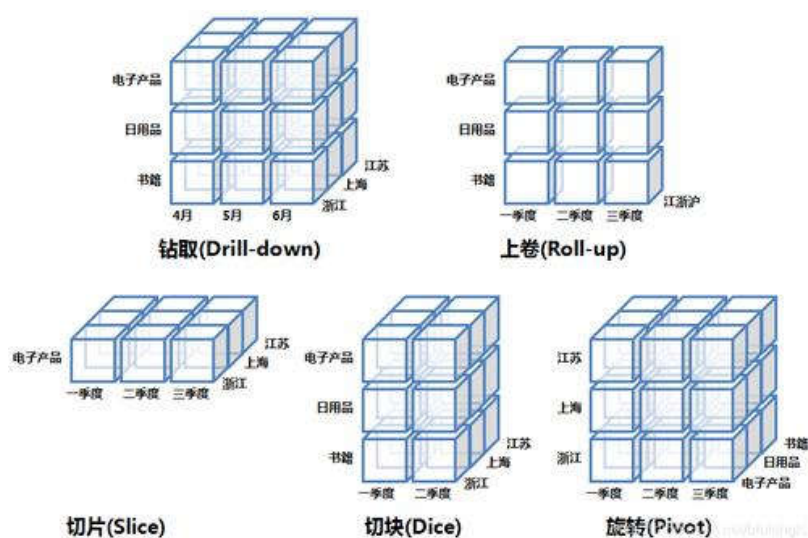 电子产品
日用品
书籍
4月 5月 6月
浙江
上海
江苏
钻取(Drill-down)
电子产品
日用品
书籍
一季度 二季度 三季度
江浙沪
上卷(Roll-up)
电子产品
一季度 二季度 三季度
浙江
上海
江苏
切片(Slice)
电子产品
日用品
书籍
一季度 二季度
浙江
上海
江苏
切块(Dice)
江苏
上海
浙江
一季度 二季度 三季度
电子产品
日用品
书籍
旋转(Pivot)